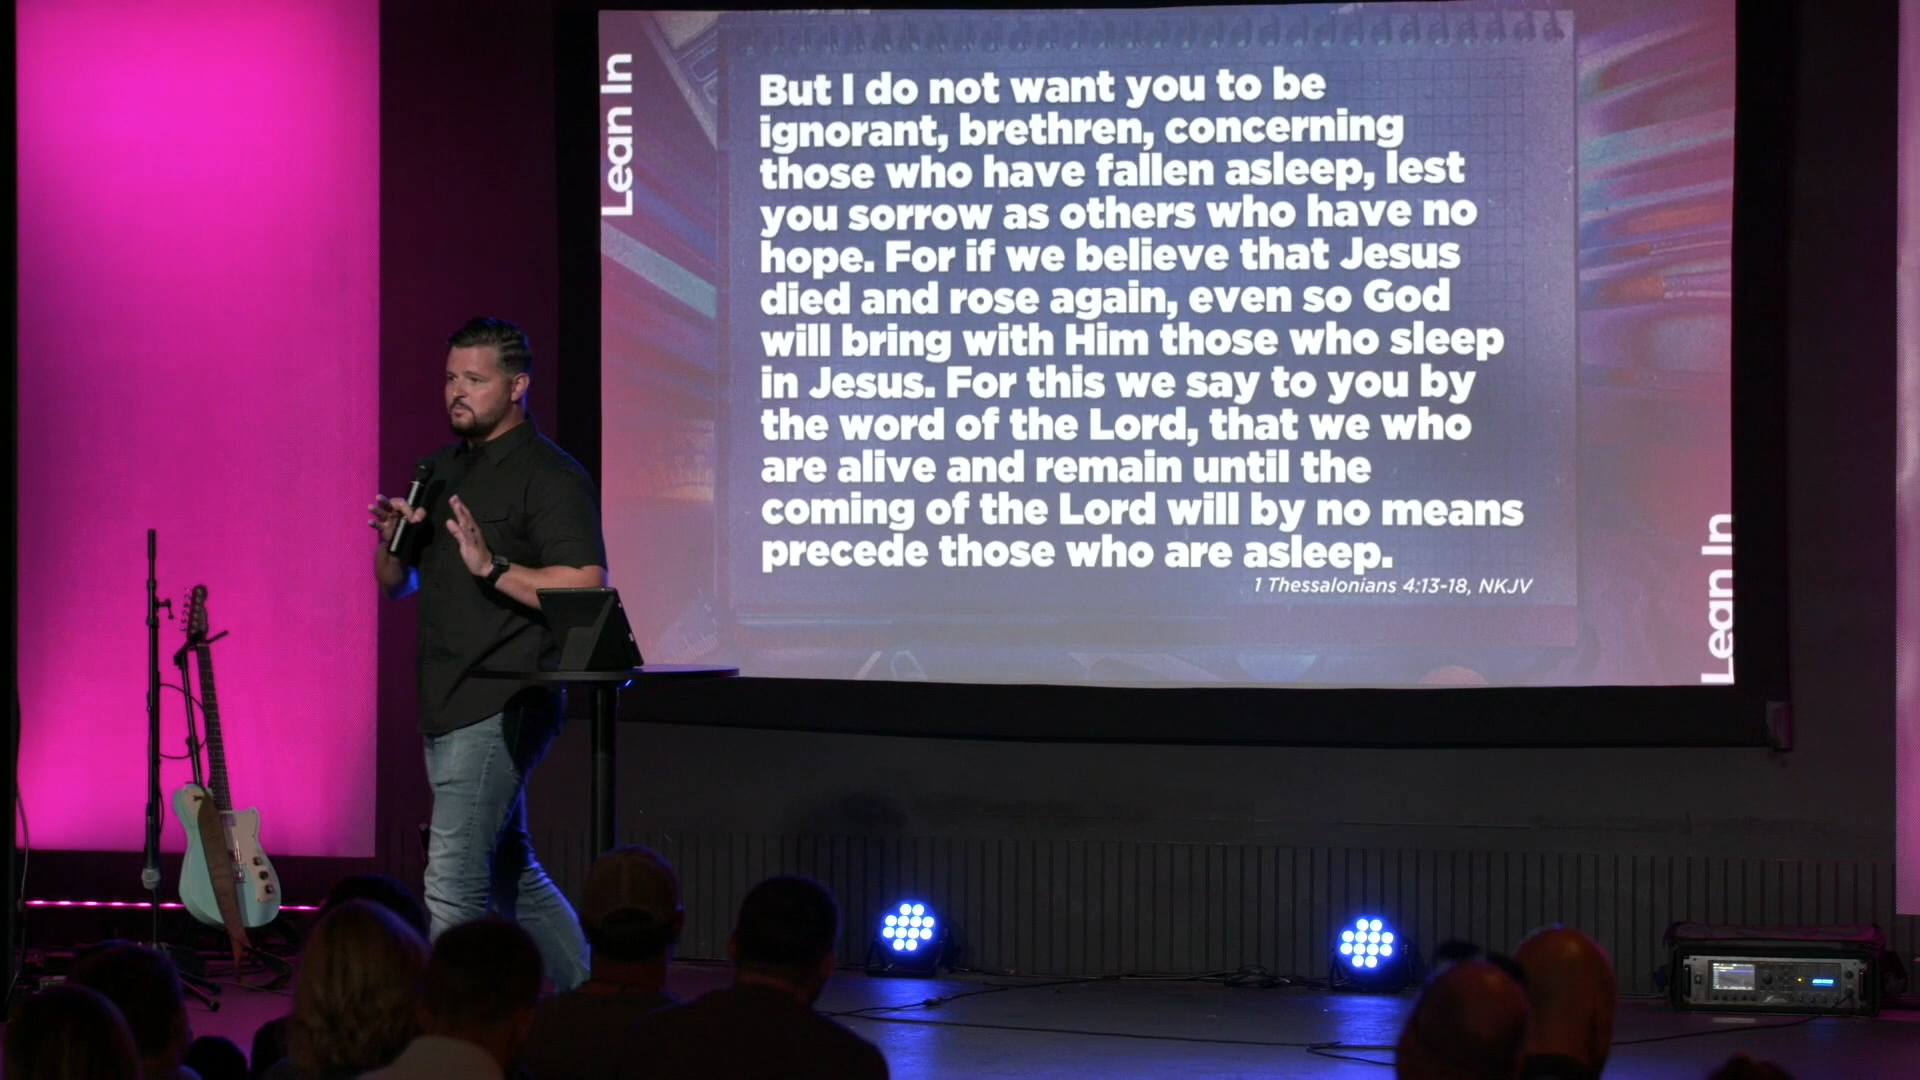 Lean In
But I do not want you to be
ignorant, brethren, concerning
those who have fallen asleep, lest
you sorrow as others who have no
hope. For if we believe that Jesus
died and rose again, even so God
will bring with Him those who sleep
in Jesus. For this we say to you by
the word of the Lord, that we who
are alive and remain until the
coming of the Lord will by no means
precede those who are asleep.
1 Thessalonians 4:13-18, NKJV
Lean In